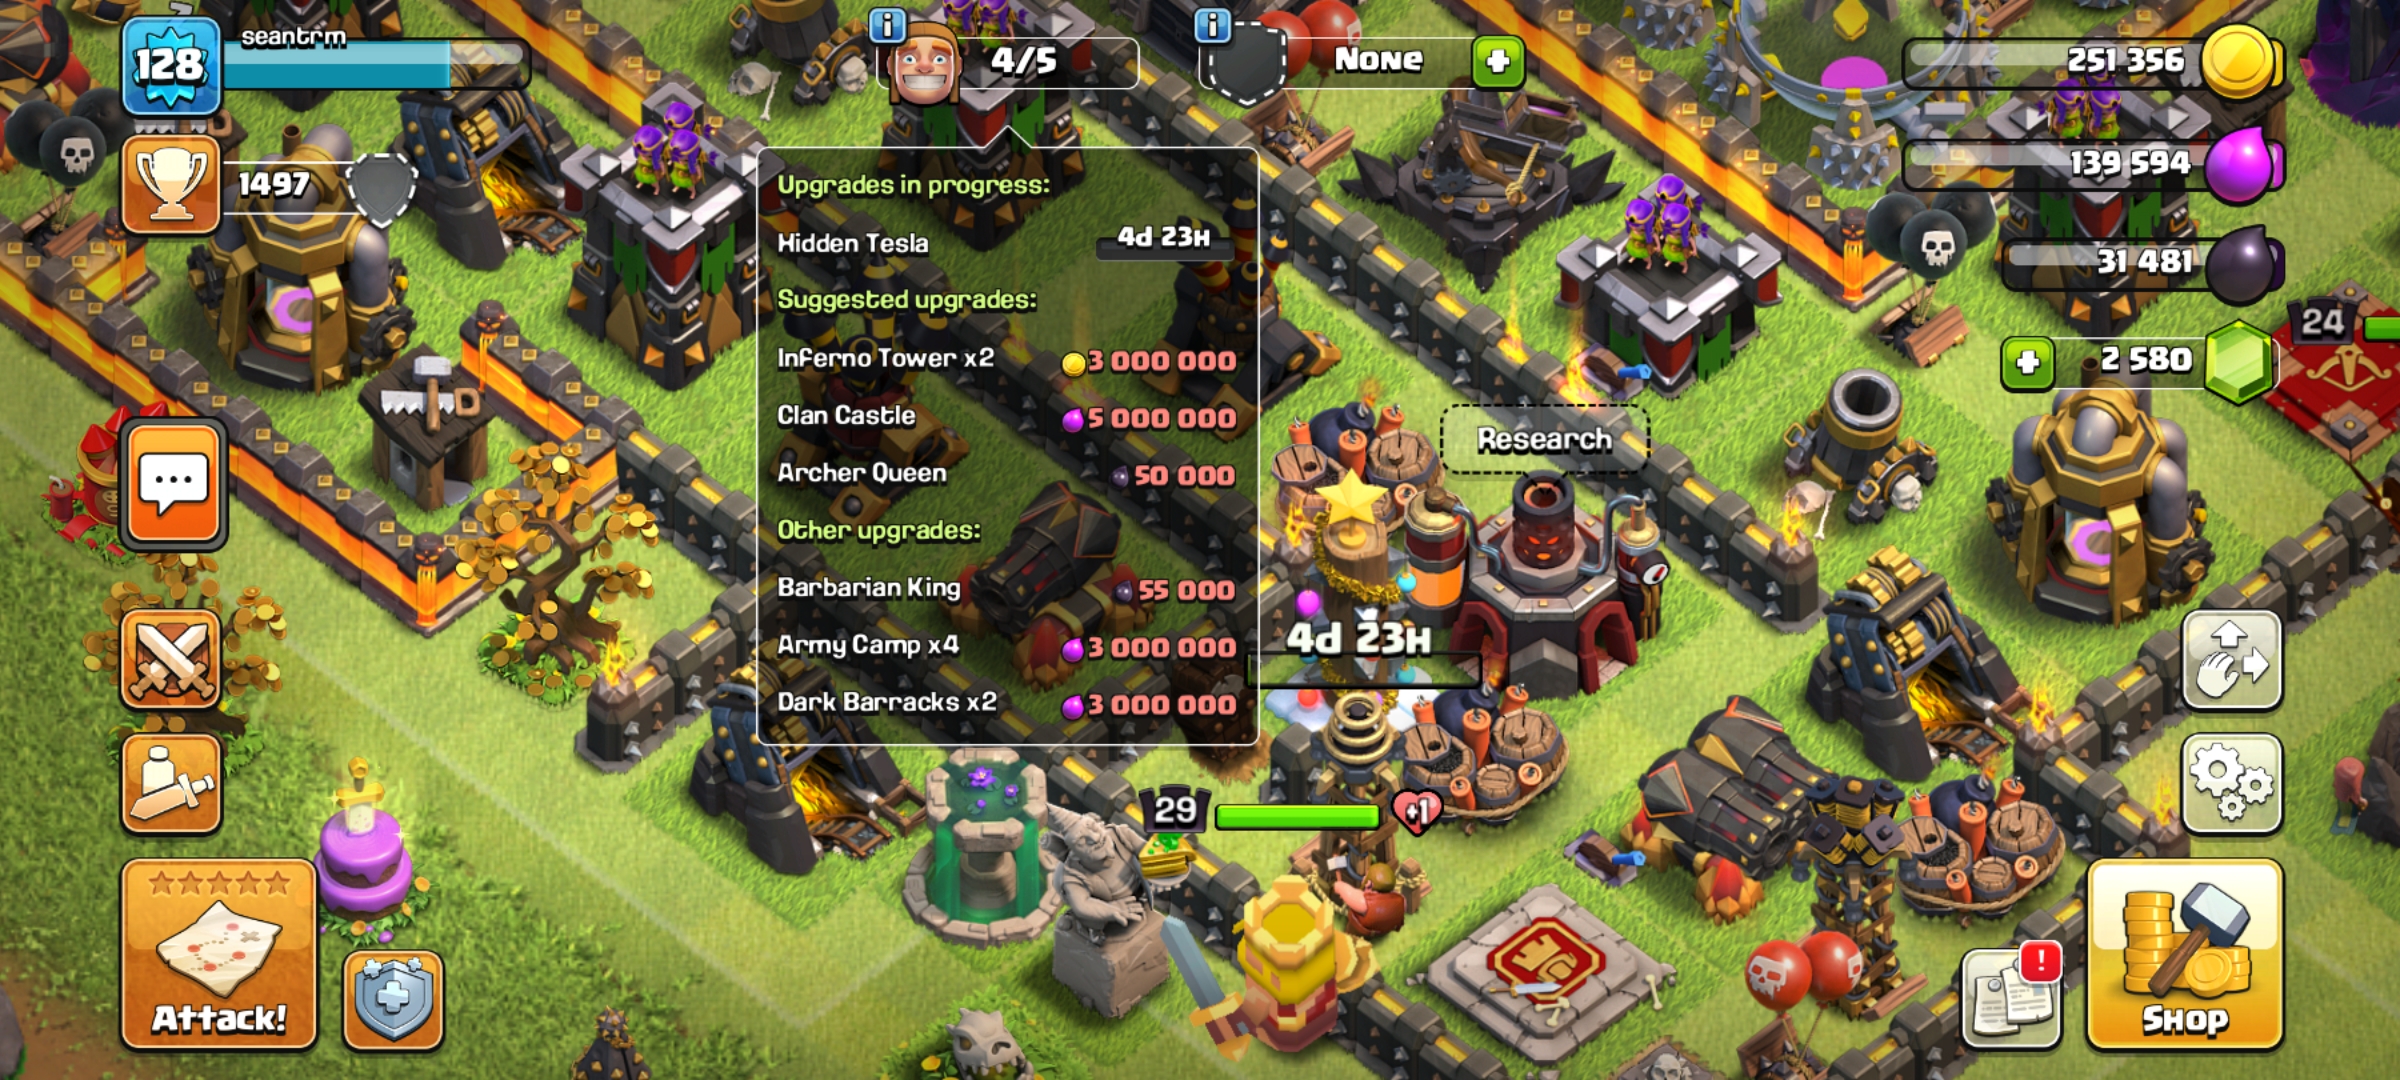 128
seantrm
4/5
None
251 356
1497
139 594
31 481
2 580
24
Upgrades in progress:
Hidden Tesla 4d 23H
Suggested upgrades:
Inferno Tower x2 3 000 000
Clan Castle 5 000 000
Archer Queen 50 000
Other upgrades:
Barbarian King 55 000
Army Camp x4 3 000 000
Dark Barracks x2 3 000 000
Research
4d 23H
29
+1
Attack!
!
Shop